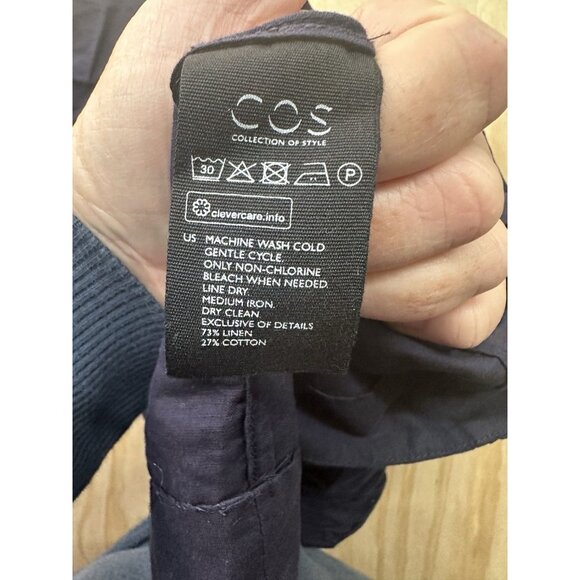 COS
COLLECTION OF STYLE
30 P
clevercare.info
US MACHINE WASH COLD
GENTLE CYCLE.
ONLY NON-CHLORINE
BLEACH WHEN NEEDED.
LINE DRY.
MEDIUM IRON.
DRY CLEAN.
EXCLUSIVE OF DETAILS
73% LINEN
27% COTTON